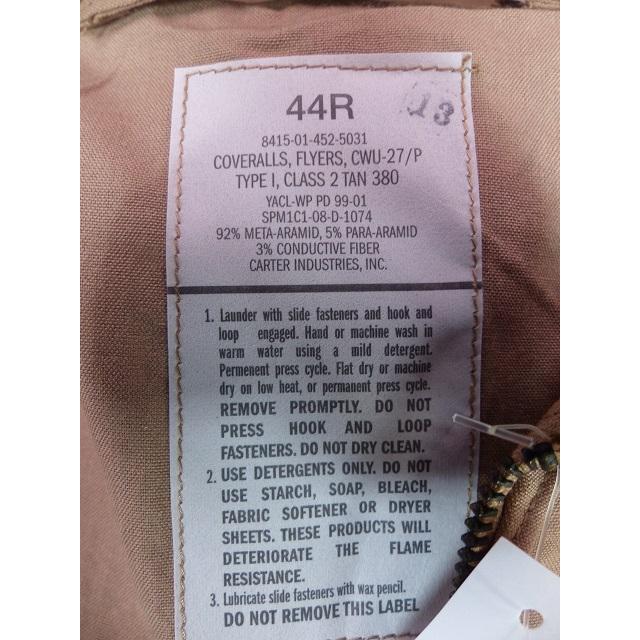 44R
13
8415-01-452-5031
COVERALLS, FLYERS, CWU-27/P
TYPE I, CLASS 2 TAN 380
YACL-WP PD 99-01
SPM1C1-08-D-1074
92% META-ARAMID, 5% PARA-ARAMID
3% CONDUCTIVE FIBER
CARTER INDUSTRIES, INC.
1. Launder with slide fasteners and hook and
loop engaged. Hand or machine wash in
warm water using a mild detergent.
Permenent press cycle. Flat dry or machine
dry on low heat, or permanent press cycle.
REMOVE PROMPTLY. DO NOT
PRESS HOOK AND LOOP
FASTENERS. DO NOT DRY CLEAN.
2. USE DETERGENTS ONLY. DO NOT
USE STARCH, SOAP, BLEACH,
FABRIC SOFTENER OR DRYER
SHEETS. THESE PRODUCTS WILL
DETERIORATE THE FLAME
RESISTANCE.
3. Lubricate slide fasteners with wax pencil.
DO NOT REMOVE THIS LABEL